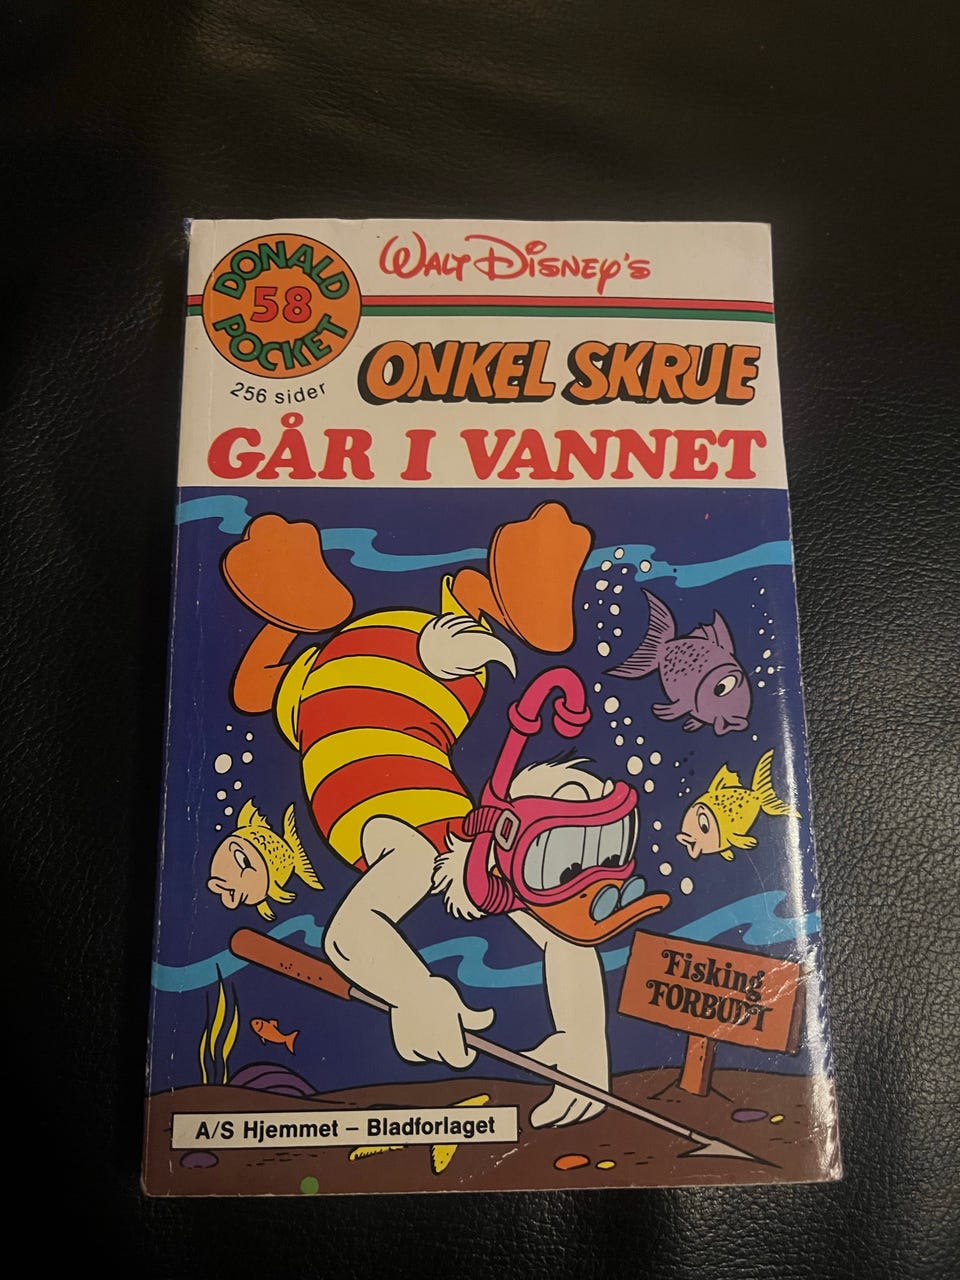 DONALD
58
POCKET
256 sider
WALT DISNEY'S
ONKEL SKRUE
GÅR I VANNET
Fisking
FORBUDT
A/S Hjemmet – Bladforlaget